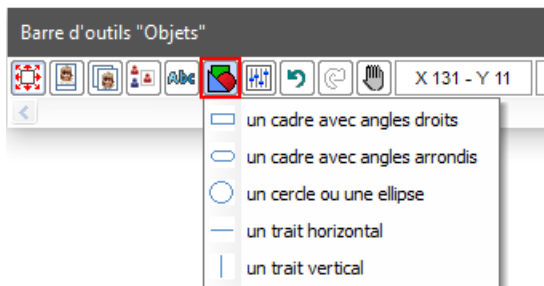 Barre d'outils "Objets"
Abc X 131 - Y 11
un cadre avec angles droits
un cadre avec angles arrondis
un cercle ou une ellipse
un trait horizontal
un trait vertical